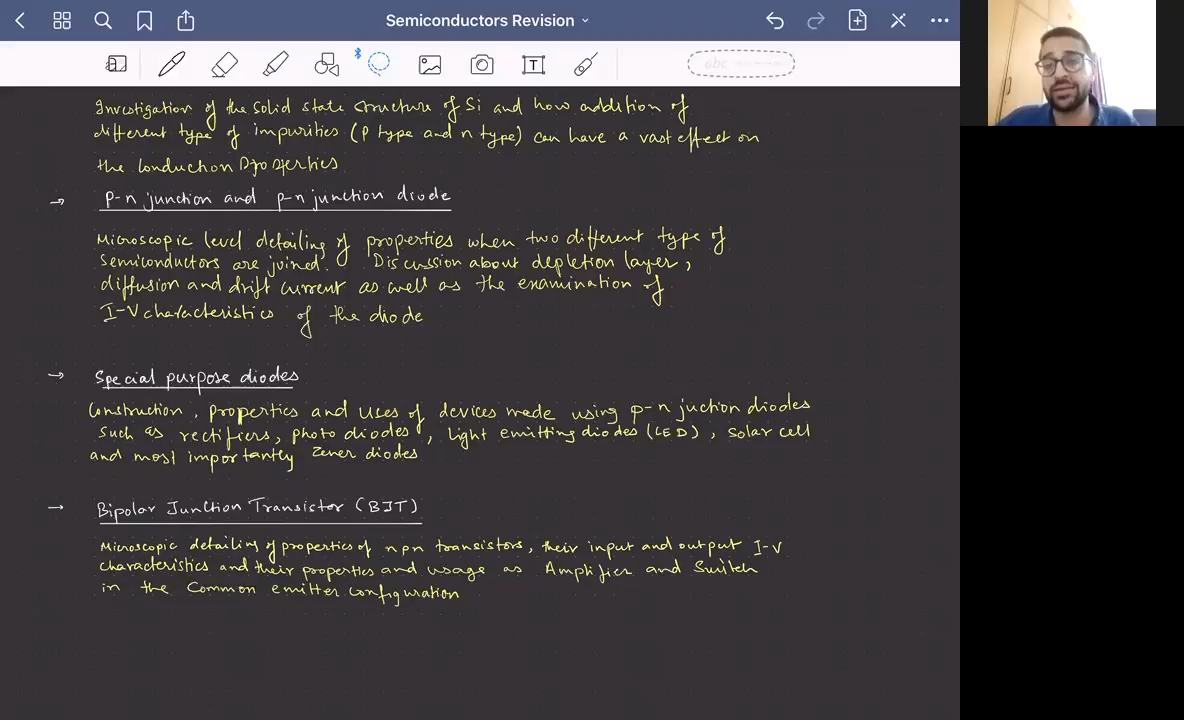 Semiconductors Revision
Investigation of the solid state structure of Si and how addition of
different type of impurities (P type and n type) can have a vast effect on
the Conduction Properties
→ P-n junction and p-n junction diode
Microscopic level detailing of properties when two different type of
Semiconductors are joined. Discussion about depletion layer,
diffusion and drift current as well as the examination of
I-V characteristics of the diode
→ Special purpose diodes
Construction, properties and uses of devices made using p-n juction diodes
such as rectifiers, photo diodes, light emitting diodes (LED), solar cell
and most importantly Zener diodes
→ Bipolar Junction Transistor (BJT)
Microscopic detailing of properties of npn transistors, their input and output I-V
characteristics and their properties and usage as Amplifier and Switch
in the Common emitter configuration